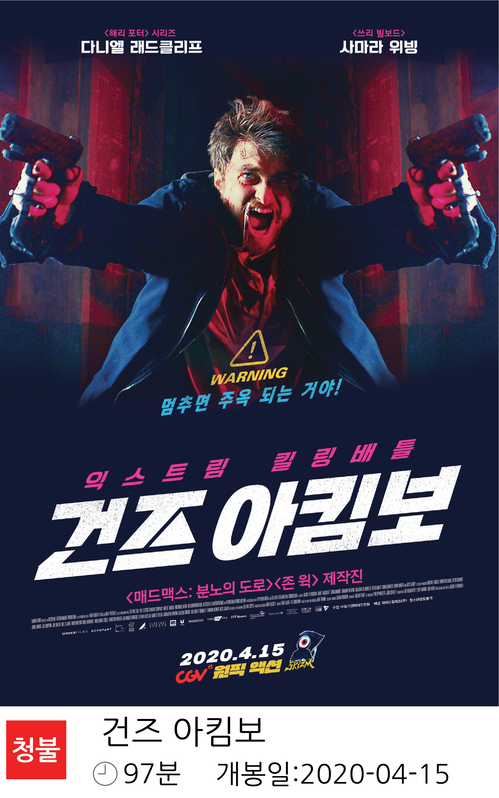 <해리 포터> 시리즈
다니엘 래드클리프
<쓰리 빌보드>
사마라 위빙
WARNING
멈추면 주옥 되는 거야!
익스트림 킬링배틀
건즈 아킴보
<매드맥스: 분노의 도로><존 윅> 제작진
2020.4.15
CGV 원픽 액션
SKIZM
청불
건즈 아킴보
97분 개봉일:2020-04-15